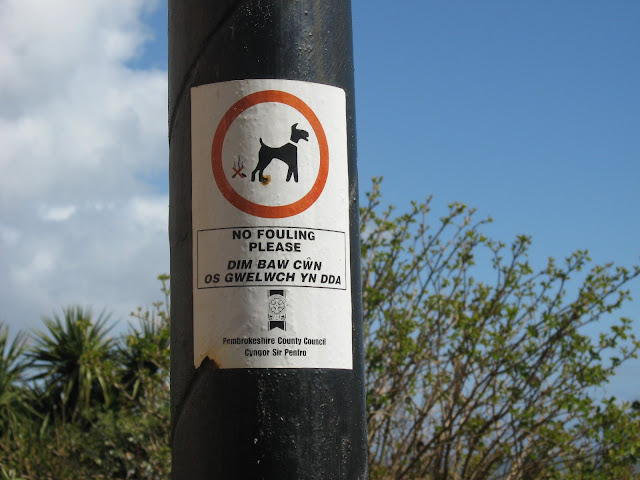 NO FOULING
PLEASE
DIM BAW CŴN
OS GWELWCH YN DDA
Pembrokeshire County Council
Cyngor Sir Penfro